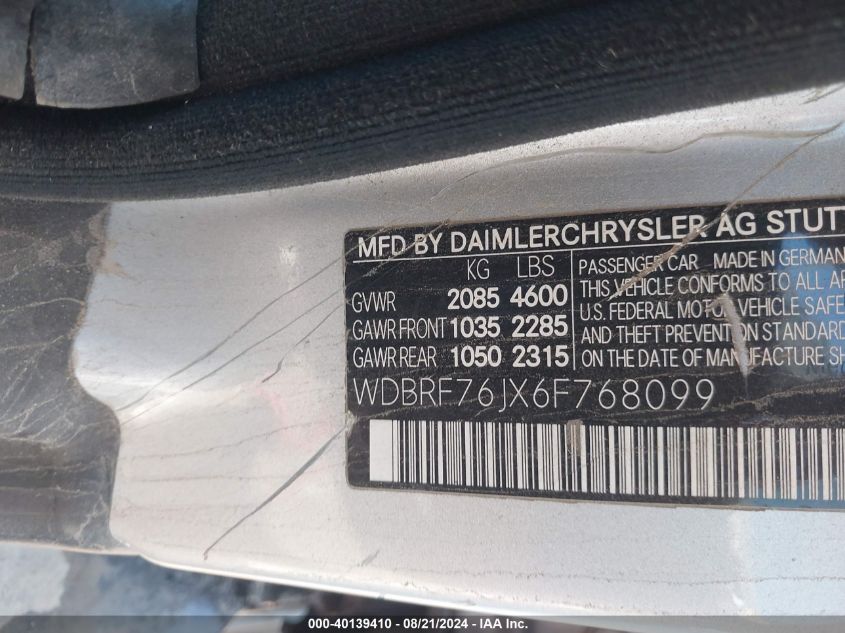 MFD BY DAIMLERCHRYSLER AG STUTT
KG LBS
GVWR 2085 4600
GAWR FRONT 1035 2285
GAWR REAR 1050 2315
PASSENGER CAR MADE IN GERMAN
THIS VEHICLE CONFORMS TO ALL AP
U.S. FEDERAL MOTOR VEHICLE SAFE
AND THEFT PREVENTION STANDARD
ON THE DATE OF MANUFACTURE SH
WDBRF76JX6F768099
000-40139410 - 08/21/2024 - IAA Inc.